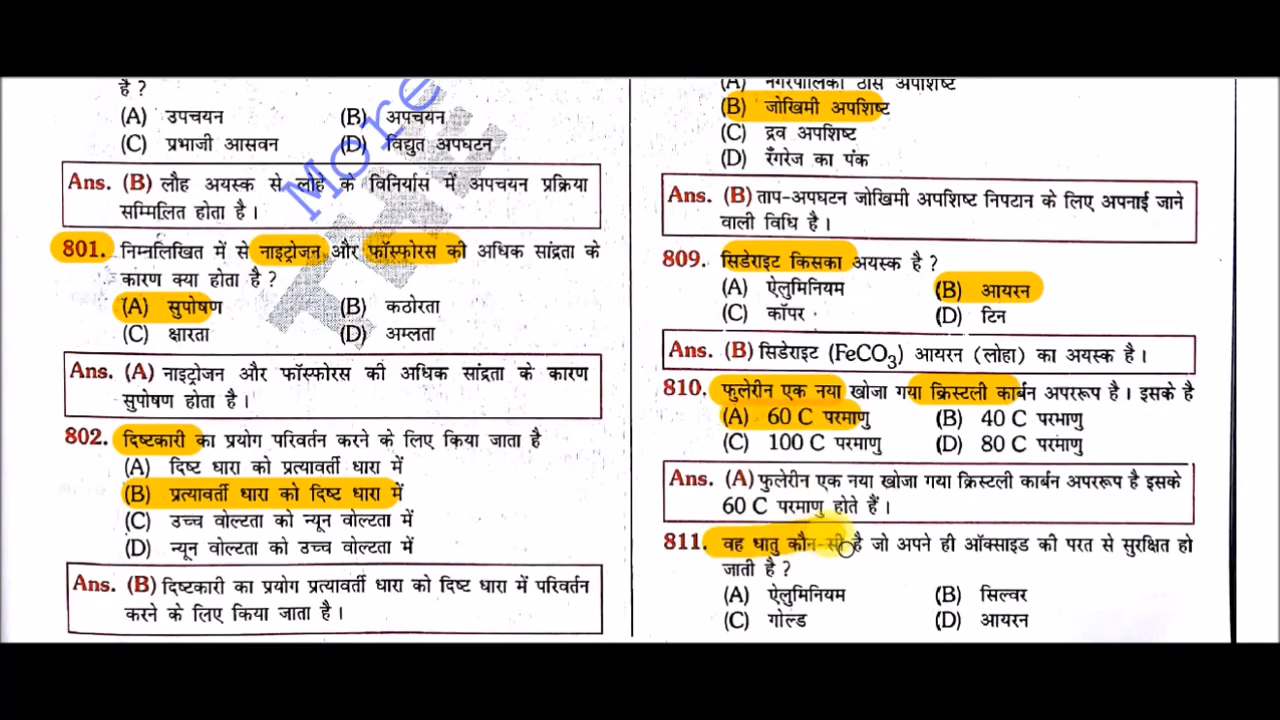 है ?
(A) उपचयन (B) अपचयन
(C) प्रभाजी आसवन (D) विद्युत अपघटन
Ans. (B) लौह अयस्क से लोहे के विनिर्यास में अपचयन प्रक्रिया
सम्मिलित होता है ।
801. निम्नलिखित में से नाइट्रोजन और फॉस्फोरस की अधिक सांद्रता के
कारण क्या होता है ?
(A) सुपोषण (B) कठोरता
(C) क्षारता (D) अम्लता
Ans. (A) नाइट्रोजन और फॉस्फोरस की अधिक सांद्रता के कारण
सुपोषण होता है ।
802. दिष्टकारी का प्रयोग परिवर्तन करने के लिए किया जाता है
(A) दिष्ट धारा को प्रत्यावर्ती धारा में
(B) प्रत्यावर्ती धारा को दिष्ट धारा में
(C) उच्च वोल्टता को न्यून वोल्टता में
(D) न्यून वोल्टता को उच्च वोल्टता में
Ans. (B) दिष्टकारी का प्रयोग प्रत्यावर्ती धारा को दिष्ट धारा में परिवर्तन
करने के लिए किया जाता है ।
More
THE
(A) नगरपालिका ठोस अपशिष्ट
(B) जोखिमी अपशिष्ट
(C) द्रव अपशिष्ट
(D) रँगरेज का पंक
Ans. (B) ताप-अपघटन जोखिमी अपशिष्ट निपटान के लिए अपनाई जाने
वाली विधि है ।
809. सिडेराइट किसका अयस्क है ?
(A) ऐलुमिनियम (B) आयरन
(C) कॉपर (D) टिन
Ans. (B) सिडेराइट (FeCO₃) आयरन (लोहा) का अयस्क है ।
810. फुलेरीन एक नया खोजा गया क्रिस्टली कार्बन अपररूप है । इसके है
(A) 60 C परमाणु (B) 40 C परमाणु
(C) 100 C परमाणु (D) 80 C परमाणु
Ans. (A) फुलेरीन एक नया खोजा गया क्रिस्टली कार्बन अपररूप है इसके
60 C परमाणु होते हैं ।
811. वह धातु कौन-सी है जो अपने ही ऑक्साइड की परत से सुरक्षित हो
जाती है ?
(A) ऐलुमिनियम (B) सिल्वर
(C) गोल्ड (D) आयरन